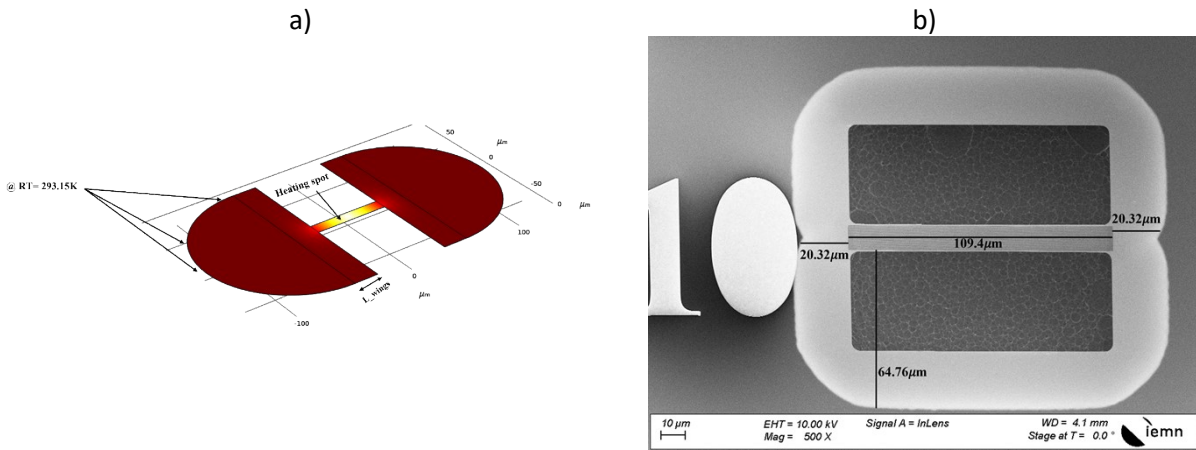 a)
b)
50
μm
0
-50
0
μm
100
@ RT= 293.15K
Heating spot
L_wings
0
μm
-100
10
20.32μm
20.32μm
109.4μm
64.76μm
10 μm
EHT = 10.00 kV
Signal A = InLens
WD = 4.1 mm
Mag = 500 X
Stage at T = 0.0 °
iemn